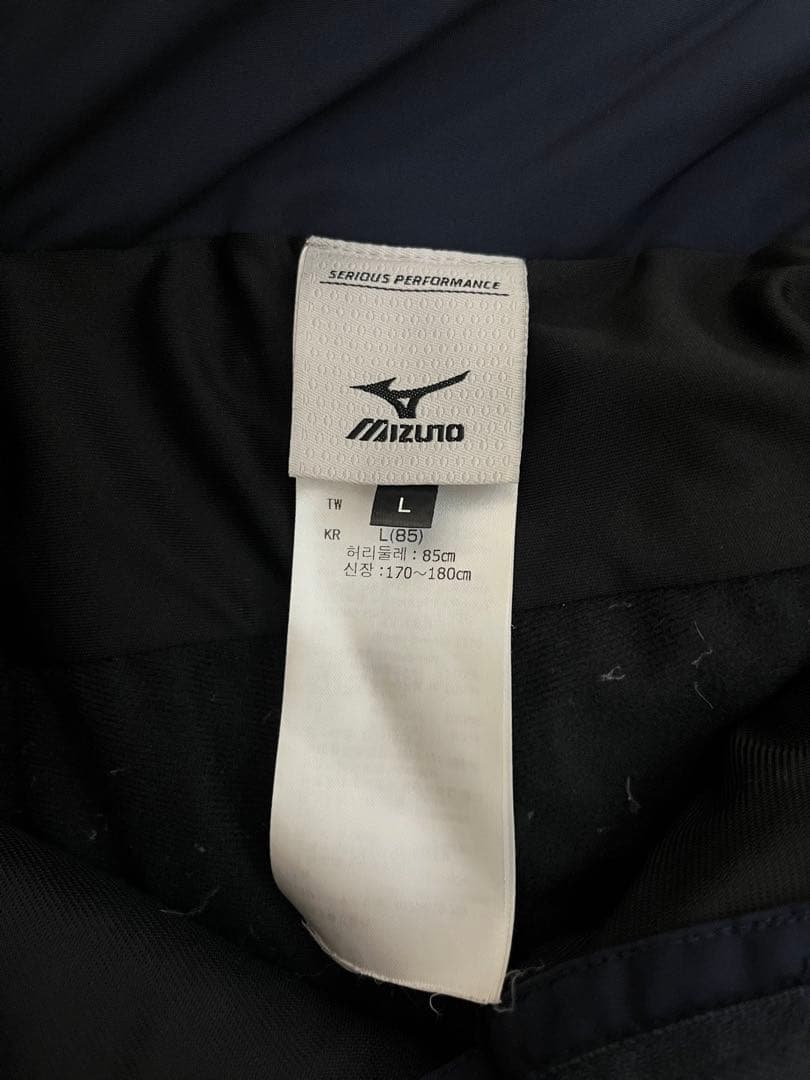 SERIOUS PERFORMANCE
MIZUNO
TW L
KR L(85)
허리둘레 : 85cm
신장 : 170~180cm